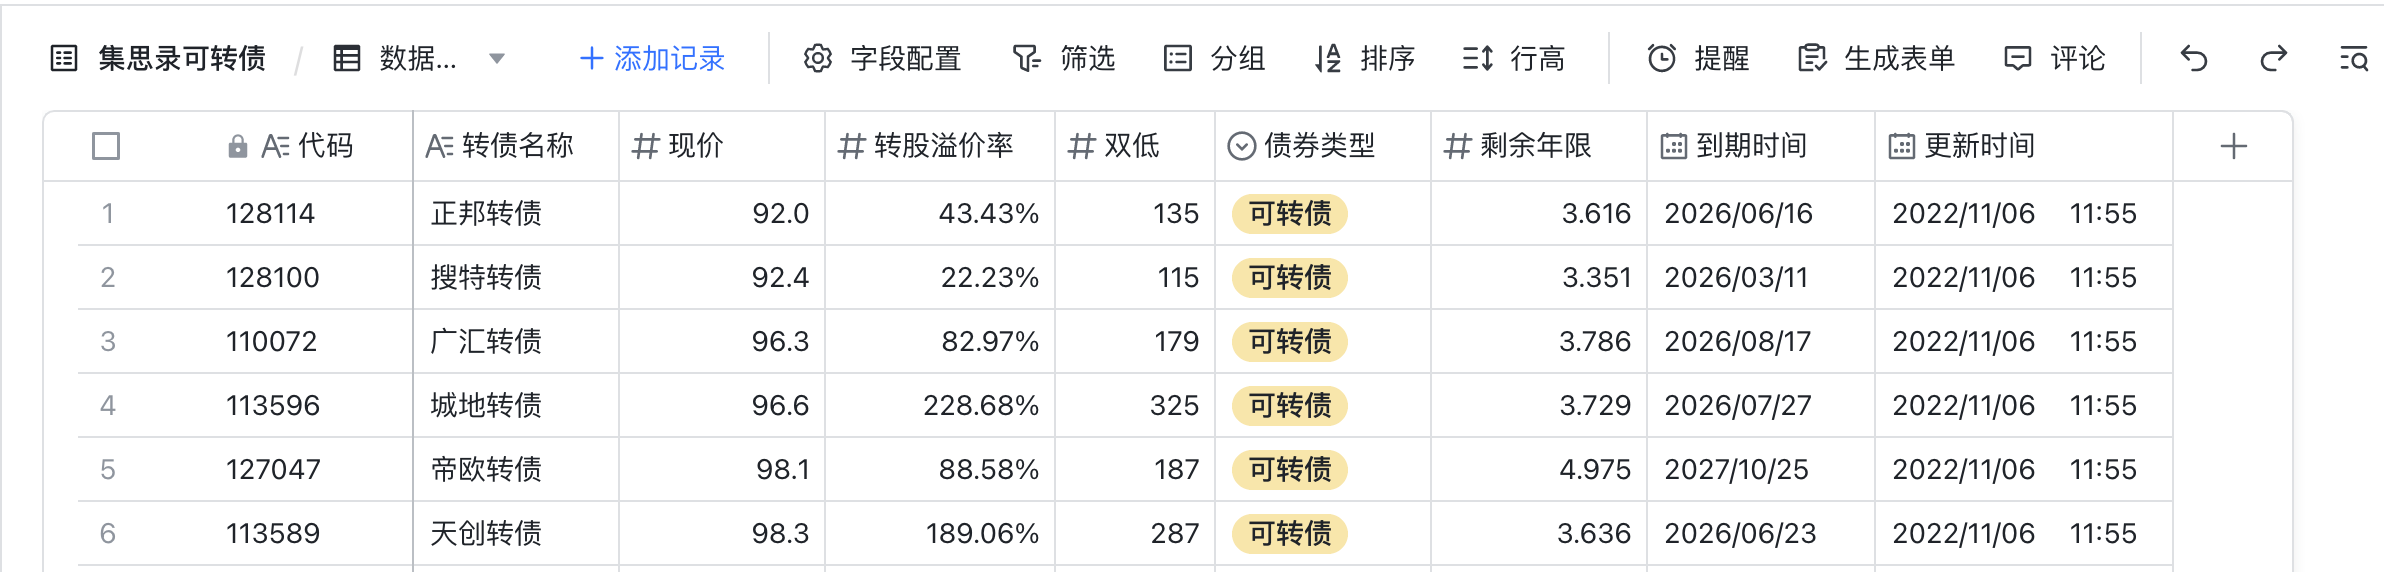 集思录可转债 / 数据... 添加记录 字段配置 筛选 分组 排序 行高 提醒 生成表单 评论
代码 转债名称 现价 转股溢价率 双低 债券类型 剩余年限 到期时间 更新时间
1 128114 正邦转债 92.0 43.43% 135 可转债 3.616 2026/06/16 2022/11/06 11:55
2 128100 搜特转债 92.4 22.23% 115 可转债 3.351 2026/03/11 2022/11/06 11:55
3 110072 广汇转债 96.3 82.97% 179 可转债 3.786 2026/08/17 2022/11/06 11:55
4 113596 城地转债 96.6 228.68% 325 可转债 3.729 2026/07/27 2022/11/06 11:55
5 127047 帝欧转债 98.1 88.58% 187 可转债 4.975 2027/10/25 2022/11/06 11:55
6 113589 天创转债 98.3 189.06% 287 可转债 3.636 2026/06/23 2022/11/06 11:55